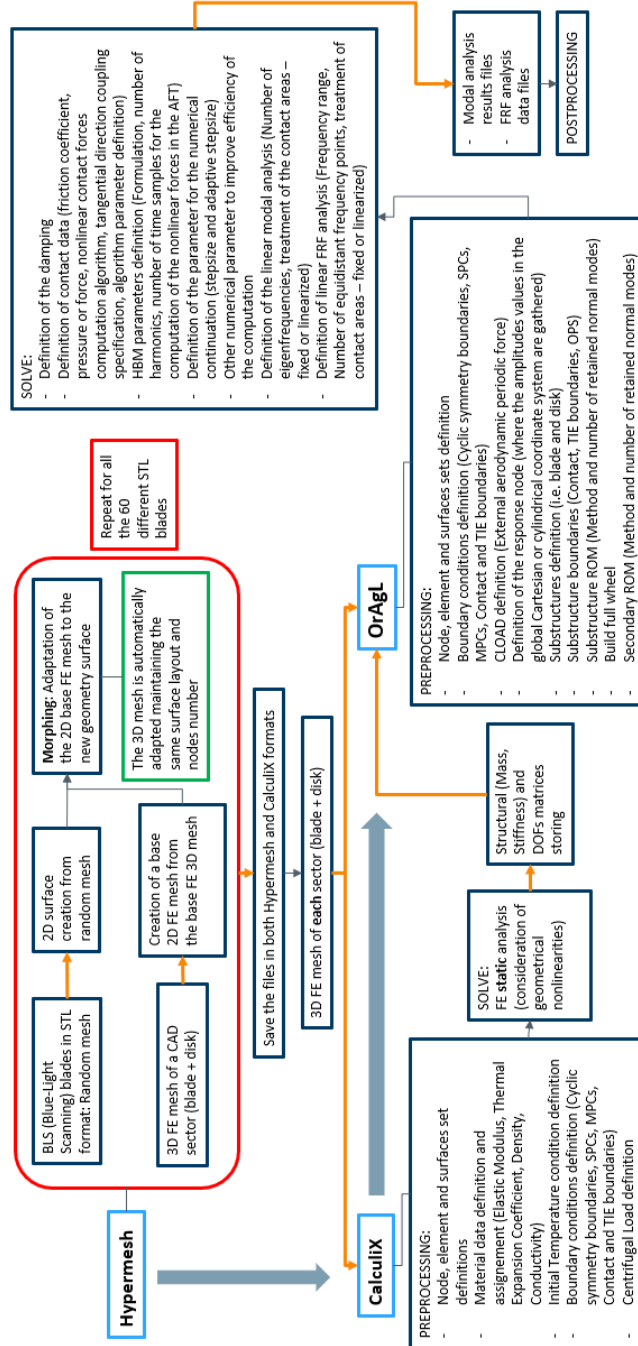 Hypermesh
BLS (Blue-Light
Scanning) blades in STL
format: Random mesh
2D surface
creation from
random mesh
Morphing: Adaptation of
the 2D base FE mesh to the
new geometry surface
3D FE mesh of a CAD
sector (blade + disk)
Creation of a base
2D FE mesh from
the base FE 3D mesh
The 3D mesh is automatically
adapted maintaining the
same surface layout and
nodes number
Repeat for all
the 60
different STL
blades
Save the files in both Hypermesh and CalculiX formats
3D FE mesh of each sector (blade + disk)
CalculiX
PREPROCESSING:
- Node, element and surfaces set
definitions
- Material data definition and
assignement (Elastic Modulus, Thermal
Expansion Coefficient, Density,
Conductivity)
- Initial Temperature condition definition
- Boundary conditions definition (Cyclic
symmetry boundaries, SPCs, MPCs,
Contact and TIE boundaries)
- Centrifugal Load definition
SOLVE:
FE static analysis
(consideration of
geometrical
nonlinearities)
Structural (Mass,
Stiffness) and
DOFs matrices
storing
OrAgL
PREPROCESSING:
- Node, element and surfaces sets definition
- Boundary conditions definition (Cyclic symmetry boundaries, SPCs,
MPCs, Contact and TIE boundaries)
- CLOAD definition (External aerodynamic periodic force)
- Definition of the response node (where the amplitudes values in the
global Cartesian or cylindrical coordinate system are gathered)
- Substructures definition (i.e. blade and disk)
- Substructure boundaries (Contact, TIE boundaries, OPS)
- Substructure ROM (Method and number of retained normal modes)
- Build full wheel
- Secondary ROM (Method and number of retained normal modes)
SOLVE:
- Definition of the damping
- Definition of contact data (friction coefficient,
pressure or force, nonlinear contact forces
computation algorithm, tangential direction coupling
specification, algorithm parameter definition)
- HBM parameters definition (Formulation, number of
harmonics, number of time samples for the
computation of the nonlinear forces in the AFT)
- Definition of the parameter for the numerical
continuation (stepsize and adaptive stepsize)
- Other numerical parameter to improve efficiency of
the computation
- Definition of the linear modal analysis (Number of
eigenfrequencies, treatment of the contact areas –
fixed or linearized)
- Definition of linear FRF analysis (Frequency range,
Number of equidistant frequency points, treatment of
contact areas – fixed or linearized)
- Modal analysis
results files
- FRF analysis
data files
POSTPROCESSING